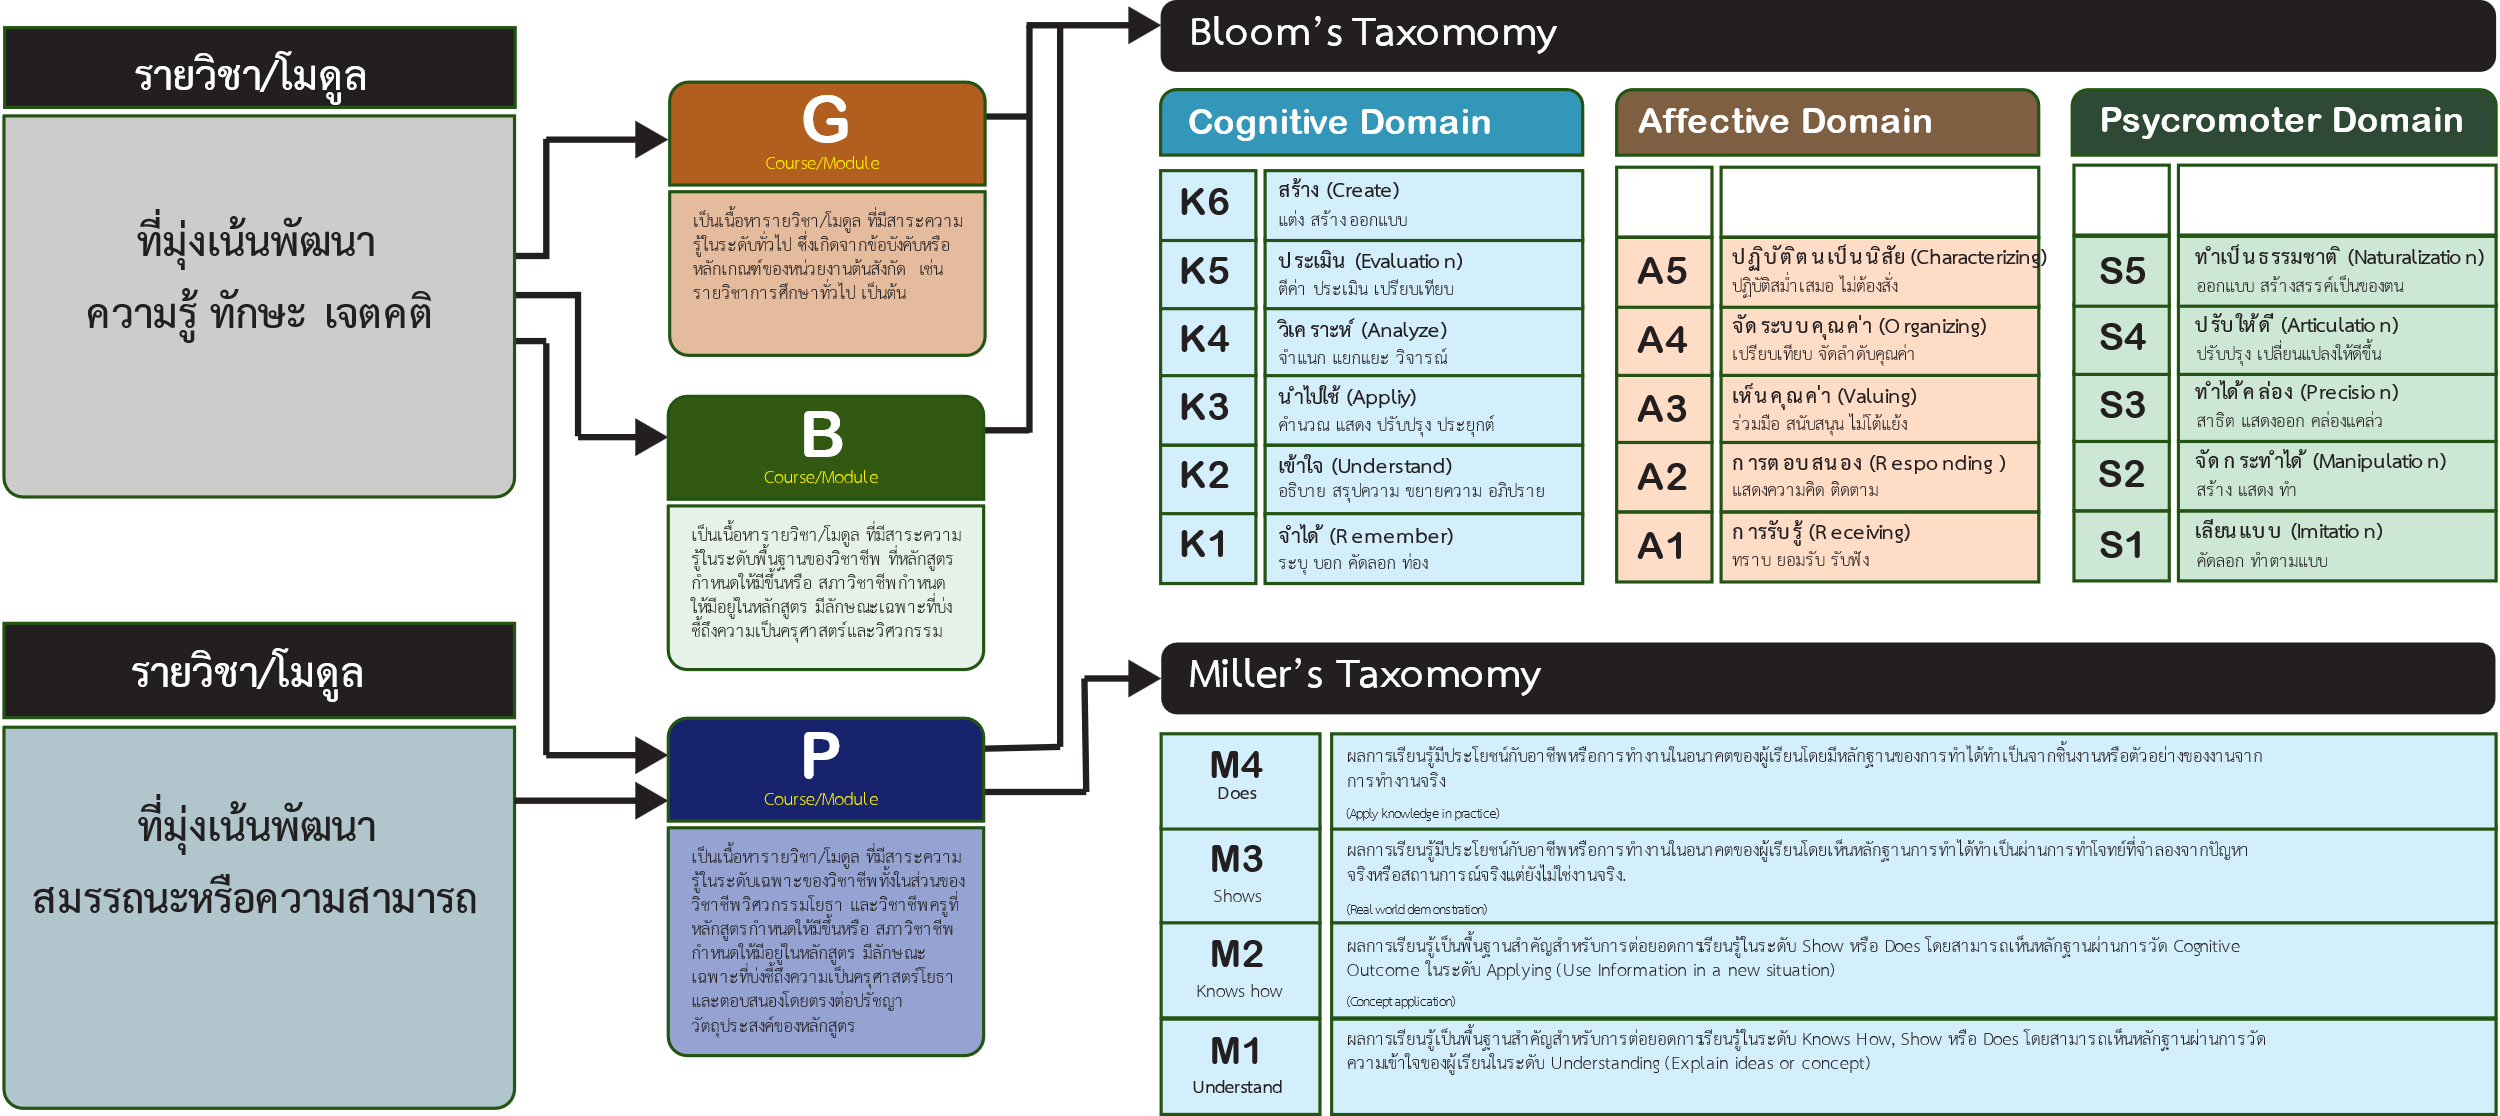 รายวิชา/โมดูล
ที่มุ่งเน้นพัฒนา
ความรู้ ทักษะ เจตคติ
รายวิชา/โมดูล
ที่มุ่งเน้นพัฒนา
สมรรถนะหรือความสามารถ
G
Course/Module
เป็นเนื้อหารายวิชา/โมดูล ที่มีสาระความ
รู้ในระดับทั่วไป ซึ่งเกิดจากข้อบังคับหรือ
หลักเกณฑ์ของหน่วยงานต้นสังกัด เช่น
รายวิชาการศึกษาทั่วไป เป็นต้น
B
Course/Module
เป็นเนื้อหารายวิชา/โมดูล ที่มีสาระความ
รู้ในระดับพื้นฐานของวิชาชีพ ที่หลักสูตร
กำหนดให้มีขึ้นหรือ สภาวิชาชีพกำหนด
ให้มีอยู่ในหลักสูตร มีลักษณะเฉพาะที่บ่ง
ชี้ถึงความเป็นครุศาสตร์และวิศวกรรม
P
Course/Module
เป็นเนื้อหารายวิชา/โมดูล ที่มีสาระความ
รู้ในระดับเฉพาะของวิชาชีพทั้งในส่วนของ
วิชาชีพวิศวกรรมโยธา และวิชาชีพครูที่
หลักสูตรกำหนดให้มีขึ้นหรือ สภาวิชาชีพ
กำหนดให้มีอยู่ในหลักสูตร มีลักษณะ
เฉพาะที่บ่งชี้ถึงความเป็นครุศาสตร์โยธา
และตอบสนองโดยตรงต่อปรัชญา
วัตถุประสงค์ของหลักสูตร
Bloom's Taxomomy
Cognitive Domain
K6
สร้าง (Create)
แต่ง สร้าง ออกแบบ
K5
ประเมิน (Evaluation)
ตีค่า ประเมิน เปรียบเทียบ
K4
วิเคราะห์ (Analyze)
จำแนก แยกแยะ วิจารณ์
K3
นำไปใช้ (Appliy)
คำนวณ แสดง ปรับปรุง ประยุกต์
K2
เข้าใจ (Understand)
อธิบาย สรุปความ ขยายความ อภิปราย
K1
จำได้ (Remember)
ระบุ บอก คัดลอก ท่อง
Affective Domain
A5
ปฏิบัติตนเป็นนิสัย (Characterizing)
ปฏิบัติสม่ำเสมอ ไม่ต้องสั่ง
A4
จัดระบบคุณค่า (Organizing)
เปรียบเทียบ จัดลำดับคุณค่า
A3
เห็นคุณค่า (Valuing)
ร่วมมือ สนับสนุน ไม่โต้แย้ง
A2
การตอบสนอง (Responding )
แสดงความคิด ติดตาม
A1
การรับรู้ (Receiving)
ทราบ ยอมรับ รับฟัง
Psycromoter Domain
S5
ทำเป็นธรรมชาติ (Naturalization)
ออกแบบ สร้างสรรค์เป็นของตน
S4
ปรับให้ดี (Articulation)
ปรับปรุง เปลี่ยนแปลงให้ดีขึ้น
S3
ทำได้คล่อง (Precision)
สาธิต แสดงออก คล่องแคล่ว
S2
จัดกระทำได้ (Manipulation)
สร้าง แสดง ทำ
S1
เลียนแบบ (Imitation)
คัดลอก ทำตามแบบ
Miller's Taxomomy
M4
Does
ผลการเรียนรู้มีประโยชน์กับอาชีพหรือการทำงานในอนาคตของผู้เรียนโดยมีหลักฐานของการทำได้ทำเป็นจากชิ้นงานหรือตัวอย่างของงานจาก
การทำงานจริง
(Apply knowledge in practice)
M3
Shows
ผลการเรียนรู้มีประโยชน์กับอาชีพหรือการทำงานในอนาคตของผู้เรียนโดยเห็นหลักฐานการทำได้ทำเป็นผ่านการทำโจทย์ที่จำลองจากปัญหา
จริงหรือสถานการณ์จริงแต่ยังไม่ใช่งานจริง.
(Real world demonstration)
M2
Knows how
ผลการเรียนรู้เป็นพื้นฐานสำคัญสำหรับการต่อยอดการเรียนรู้ในระดับ Show หรือ Does โดยสามารถเห็นหลักฐานผ่านการวัด Cognitive
Outcome ในระดับ Applying (Use Information in a new situation)
(Concept application)
M1
Understand
ผลการเรียนรู้เป็นพื้นฐานสำคัญสำหรับการต่อยอดการเรียนรู้ในระดับ Knows How, Show หรือ Does โดยสามารถเห็นหลักฐานผ่านการวัด
ความเข้าใจของผู้เรียนในระดับ Understanding (Explain ideas or concept)